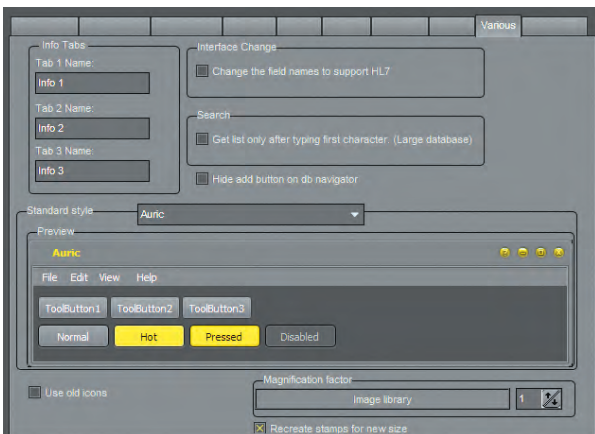 Various
Info Tabs
Tab 1 Name:
Info 1
Tab 2 Name:
Info 2
Tab 3 Name:
Info 3
Interface Change
Change the field names to support HL7
Search
Get list only after typing first character. (Large database)
Hide add button on db navigator
Standard style
Auric
Preview
Auric
File Edit View Help
ToolButton1 ToolButton2 ToolButton3
Normal Hot Pressed Disabled
Use old icons
Magnification factor
Image library 1
Recreate stamps for new size